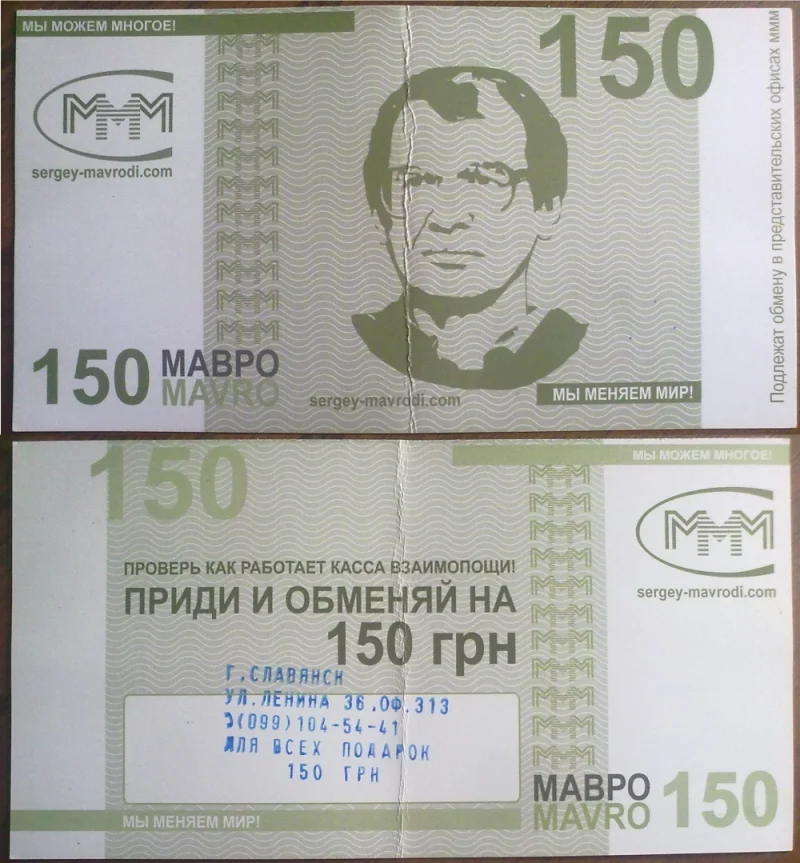 МЫ МОЖЕМ МНОГОЕ!
150
МММ
sergey-mavrodi.com
Подлежат обмену в представительских офисах ммм
150 МАВРО
MAVRO
sergey-mavrodi.com
МЫ МЕНЯЕМ МИР!
150
МЫ МОЖЕМ МНОГОЕ!
МММ
sergey-mavrodi.com
ПРОВЕРЬ КАК РАБОТАЕТ КАССА ВЗАИМОПОЩИ!
ПРИДИ И ОБМЕНЯЙ НА
150 грн
Г.СЛАВЯНСК
УЛ.ЛЕНИНА 36,ОФ.313
(099)104-54-41
ДЛЯ ВСЕХ ПОДАРОК
150 ГРН
МАВРО 150
MAVRO
МЫ МЕНЯЕМ МИР!